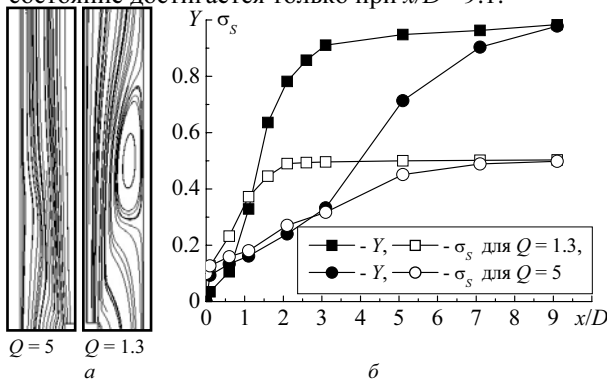 состояние достигается только при x/D  9.1.
Y σS
1
0.8
0.6
0.4
0.2
0
0 1 2 3 4 5 6 7 8 9 x/D
- Y, - σS для Q = 1.3,
- Y, - σS для Q = 5
Q = 5 Q = 1.3
а б